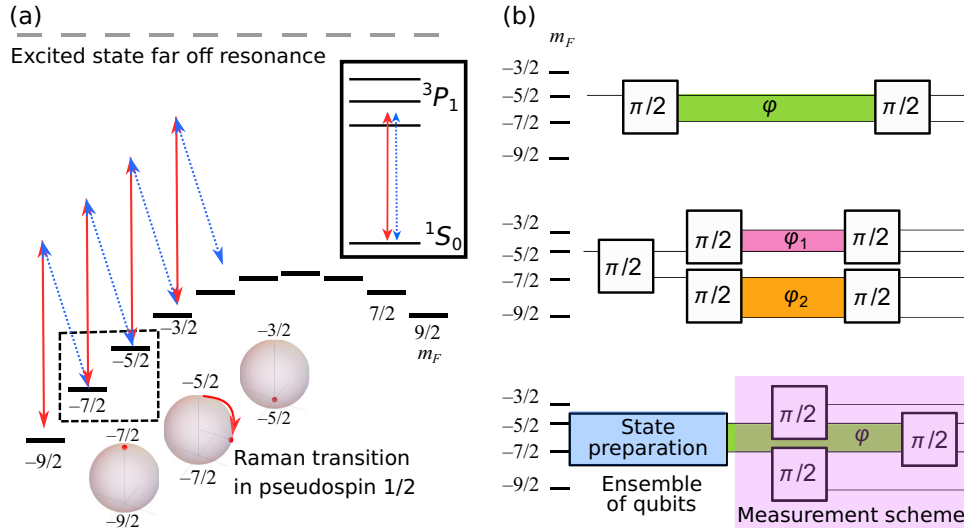 (a)
Excited state far off resonance
³P₁
¹S₀
−3/2
−5/2
−7/2
−9/2
7/2
9/2
m_F
−3/2
−5/2
−5/2
−7/2
−7/2
−9/2
Raman transition
in pseudospin 1/2
(b)
m_F
−3/2
−5/2
−7/2
−9/2
π/2
φ
π/2
−3/2
−5/2
−7/2
−9/2
π/2
π/2
φ₁
π/2
π/2
φ₂
π/2
−3/2
−5/2
−7/2
−9/2
State
preparation
Ensemble
of qubits
π/2
φ
π/2
π/2
Measurement scheme